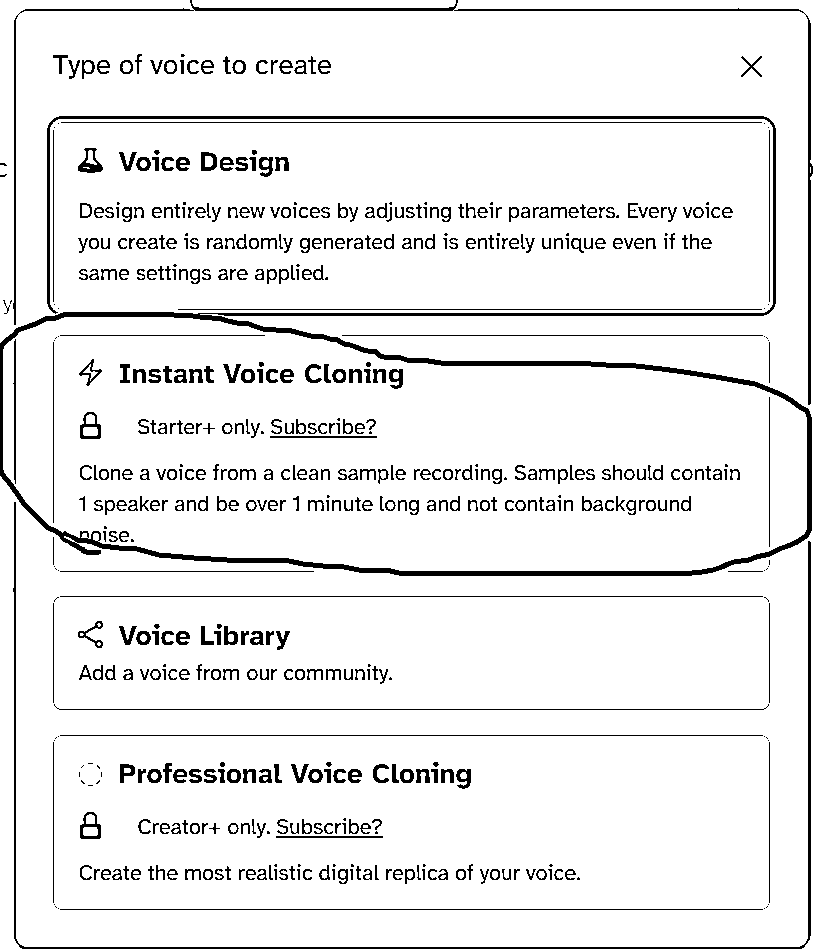 Type of voice to create
Voice Design
Design entirely new voices by adjusting their parameters. Every voice
you create is randomly generated and is entirely unique even if the
same settings are applied.
Instant Voice Cloning
Starter+ only. Subscribe?
Clone a voice from a clean sample recording. Samples should contain
1 speaker and be over 1 minute long and not contain background
noise.
Voice Library
Add a voice from our community.
Professional Voice Cloning
Creator+ only. Subscribe?
Create the most realistic digital replica of your voice.